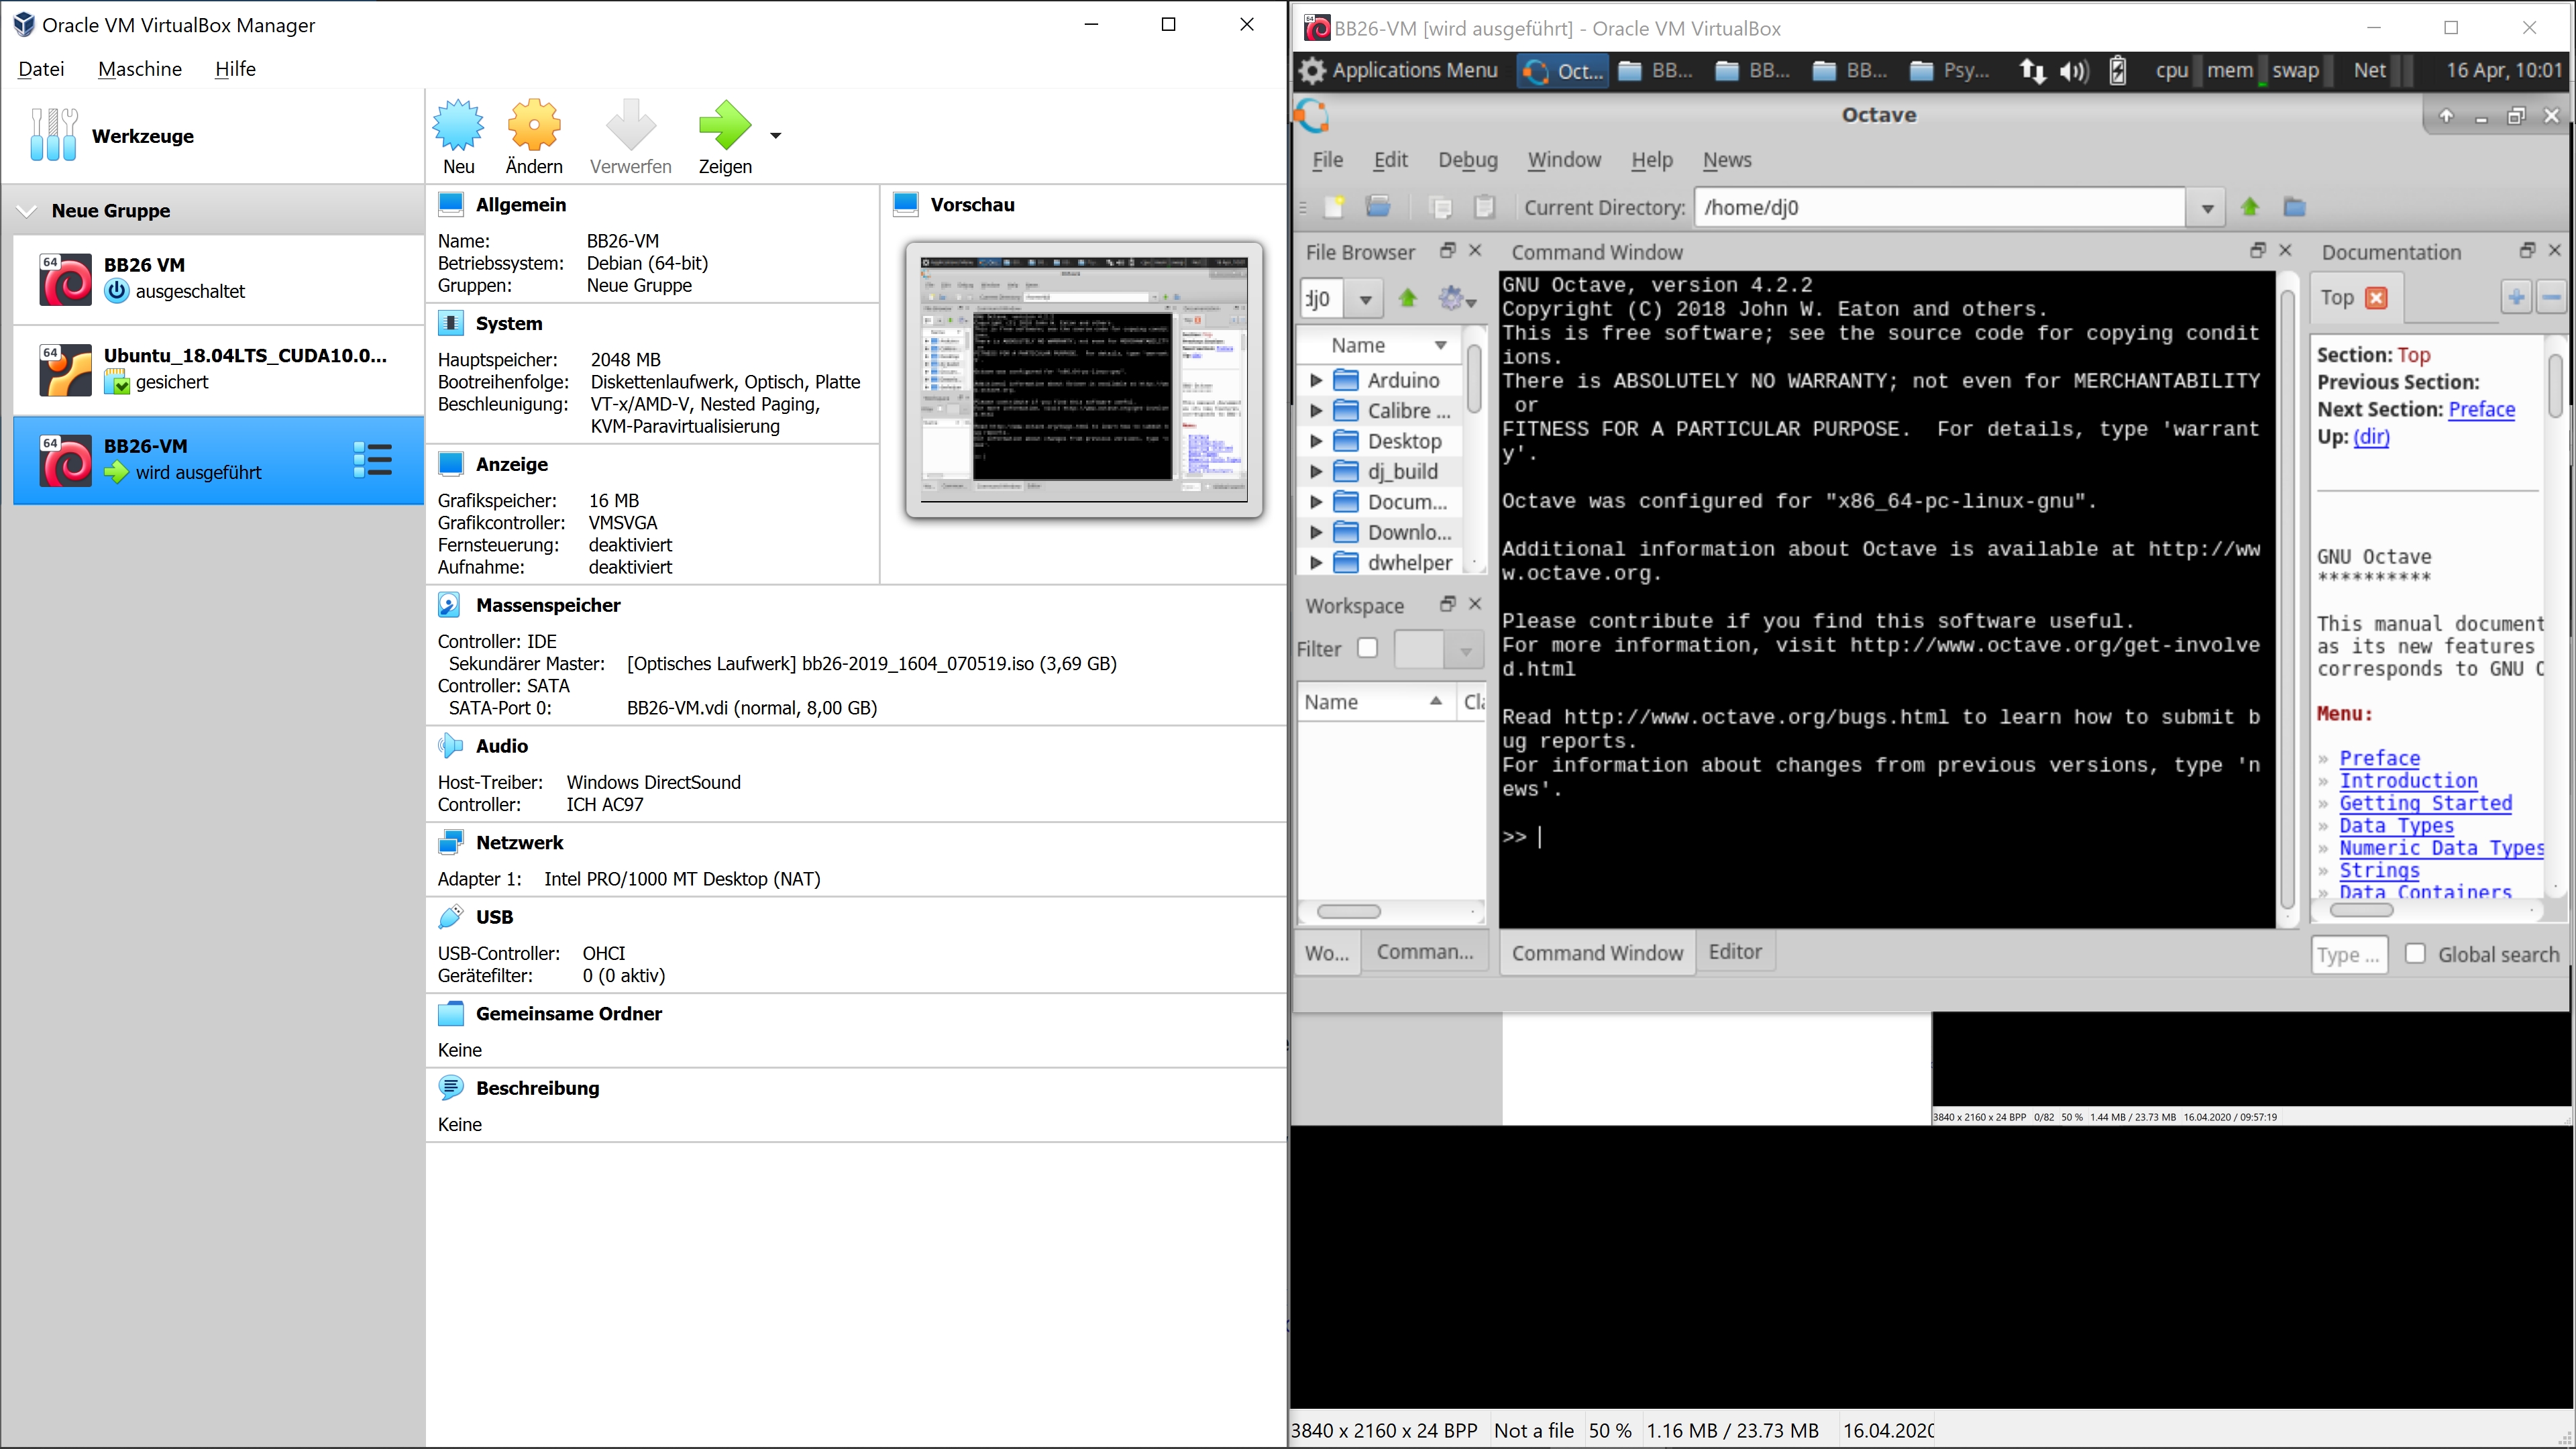 Oracle VM VirtualBox Manager
Datei Maschine Hilfe
Werkzeuge
Neu Ändern Verwerfen Zeigen
Neue Gruppe
64
BB26 VM
ausgeschaltet
64
Ubuntu_18.04LTS_CUDA10.0...
gesichert
64
BB26-VM
wird ausgeführt
Allgemein
Name: BB26-VM
Betriebssystem: Debian (64-bit)
Gruppen: Neue Gruppe
System
Hauptspeicher: 2048 MB
Bootreihenfolge: Diskettenlaufwerk, Optisch, Platte
Beschleunigung: VT-x/AMD-V, Nested Paging,
KVM-Paravirtualisierung
Anzeige
Grafikspeicher: 16 MB
Grafikcontroller: VMSVGA
Fernsteuerung: deaktiviert
Aufnahme: deaktiviert
Vorschau
Massenspeicher
Controller: IDE
Sekundärer Master: [Optisches Laufwerk] bb26-2019_1604_070519.iso (3,69 GB)
Controller: SATA
SATA-Port 0: BB26-VM.vdi (normal, 8,00 GB)
Audio
Host-Treiber: Windows DirectSound
Controller: ICH AC97
Netzwerk
Adapter 1: Intel PRO/1000 MT Desktop (NAT)
USB
USB-Controller: OHCI
Gerätefilter: 0 (0 aktiv)
Gemeinsame Ordner
Keine
Beschreibung
Keine
BB26-VM [wird ausgeführt] - Oracle VM VirtualBox
Applications Menu Oct... BB... BB... BB... Psy... cpu mem swap Net 16 Apr, 10:01
Octave
File Edit Debug Window Help News
Current Directory: /home/dj0
File Browser
Name
Arduino
Calibre ...
Desktop
dj_build
Docum...
Downlo...
dwhelper
Workspace
Filter
Name
Wo... Comman...
Command Window
GNU Octave, version 4.2.2
Copyright (C) 2018 John W. Eaton and others.
This is free software; see the source code for copying condit
ions.
There is ABSOLUTELY NO WARRANTY; not even for MERCHANTABILITY
or
FITNESS FOR A PARTICULAR PURPOSE.  For details, type 'warrant
y'.
Octave was configured for "x86_64-pc-linux-gnu".
Additional information about Octave is available at http://ww
w.octave.org.
Please contribute if you find this software useful.
For more information, visit http://www.octave.org/get-involve
d.html
Read http://www.octave.org/bugs.html to learn how to submit b
ug reports.
For information about changes from previous versions, type 'n
ews'.
>>
Command Window Editor
Documentation
Top
Section: Top
Previous Section:
Next Section: Preface
Up: (dir)
GNU Octave
**********
This manual document
as its new features
corresponds to GNU
Menu:
» Preface
» Introduction
» Getting Started
» Data Types
» Numeric Data Types
» Strings
» Data Containers
Type ... Global search
3840 x 2160 x 24 BPP 0/82 50 % 1.44 MB / 23.73 MB 16.04.2020 / 09:57:19
3840 x 2160 x 24 BPP Not a file 50 % 1.16 MB / 23.73 MB 16.04.2020